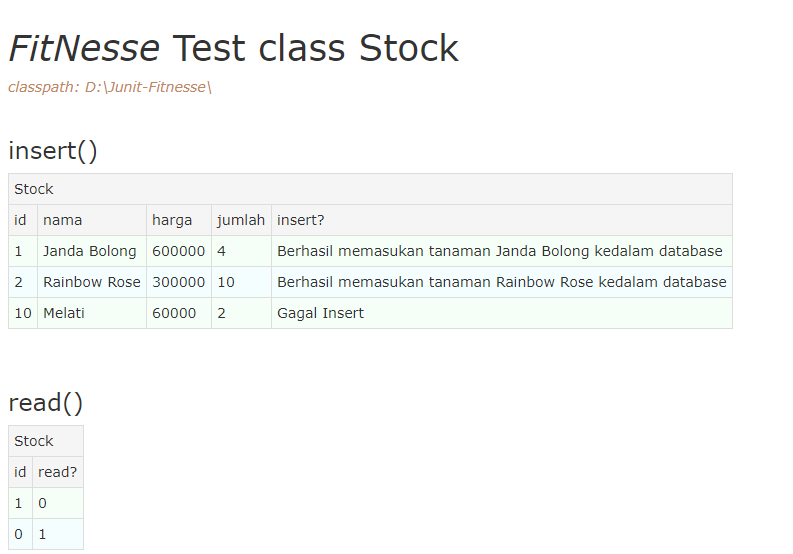 FitNesse Test class Stock
classpath: D:\Junit-Fitnesse\
insert()
Stock
id nama harga jumlah insert?
1 Janda Bolong 600000 4 Berhasil memasukan tanaman Janda Bolong kedalam database
2 Rainbow Rose 300000 10 Berhasil memasukan tanaman Rainbow Rose kedalam database
10 Melati 60000 2 Gagal Insert
read()
Stock
id read?
1 0
0 1